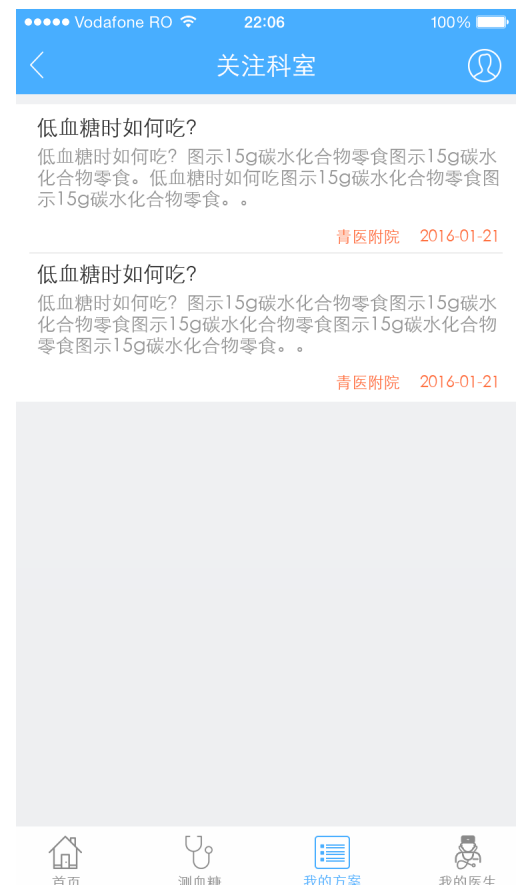 Vodafone RO 22:06 100%
关注科室
低血糖时如何吃?
低血糖时如何吃? 图示15g碳水化合物零食图示15g碳水
化合物零食。低血糖时如何吃图示15g碳水化合物零食图
示15g碳水化合物零食。。
青医附院 2016-01-21
低血糖时如何吃?
低血糖时如何吃? 图示15g碳水化合物零食图示15g碳水
化合物零食图示15g碳水化合物零食图示15g碳水化合物
零食图示15g碳水化合物零食。。
青医附院 2016-01-21
首页 测血糖 我的方案 我的医生